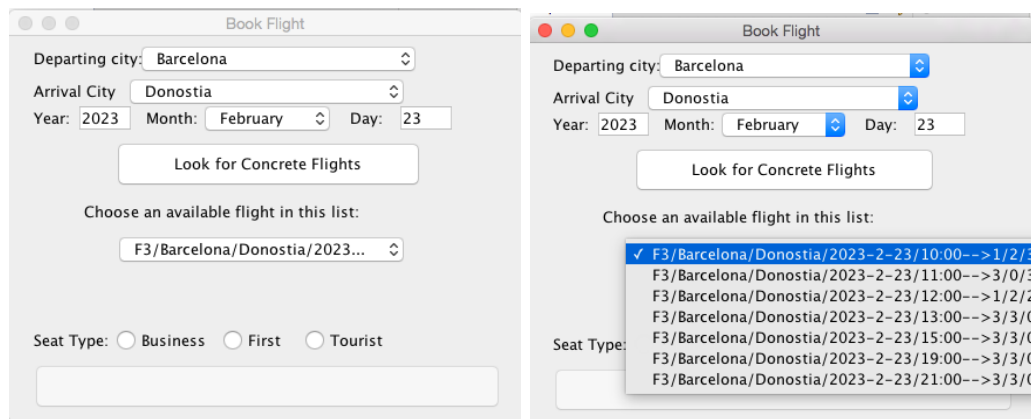 Book Flight
Departing city: Barcelona
Arrival City Donostia
Year: 2023 Month: February Day: 23
Look for Concrete Flights
Choose an available flight in this list:
F3/Barcelona/Donostia/2023...
Seat Type: Business First Tourist
Book Flight
Departing city: Barcelona
Arrival City Donostia
Year: 2023 Month: February Day: 23
Look for Concrete Flights
Choose an available flight in this list:
✓ F3/Barcelona/Donostia/2023-2-23/10:00-->1/2/3
F3/Barcelona/Donostia/2023-2-23/11:00-->3/0/3
F3/Barcelona/Donostia/2023-2-23/12:00-->1/2/2
F3/Barcelona/Donostia/2023-2-23/13:00-->3/3/0
F3/Barcelona/Donostia/2023-2-23/15:00-->3/3/0
Seat Type:
F3/Barcelona/Donostia/2023-2-23/19:00-->3/3/0
F3/Barcelona/Donostia/2023-2-23/21:00-->3/3/0